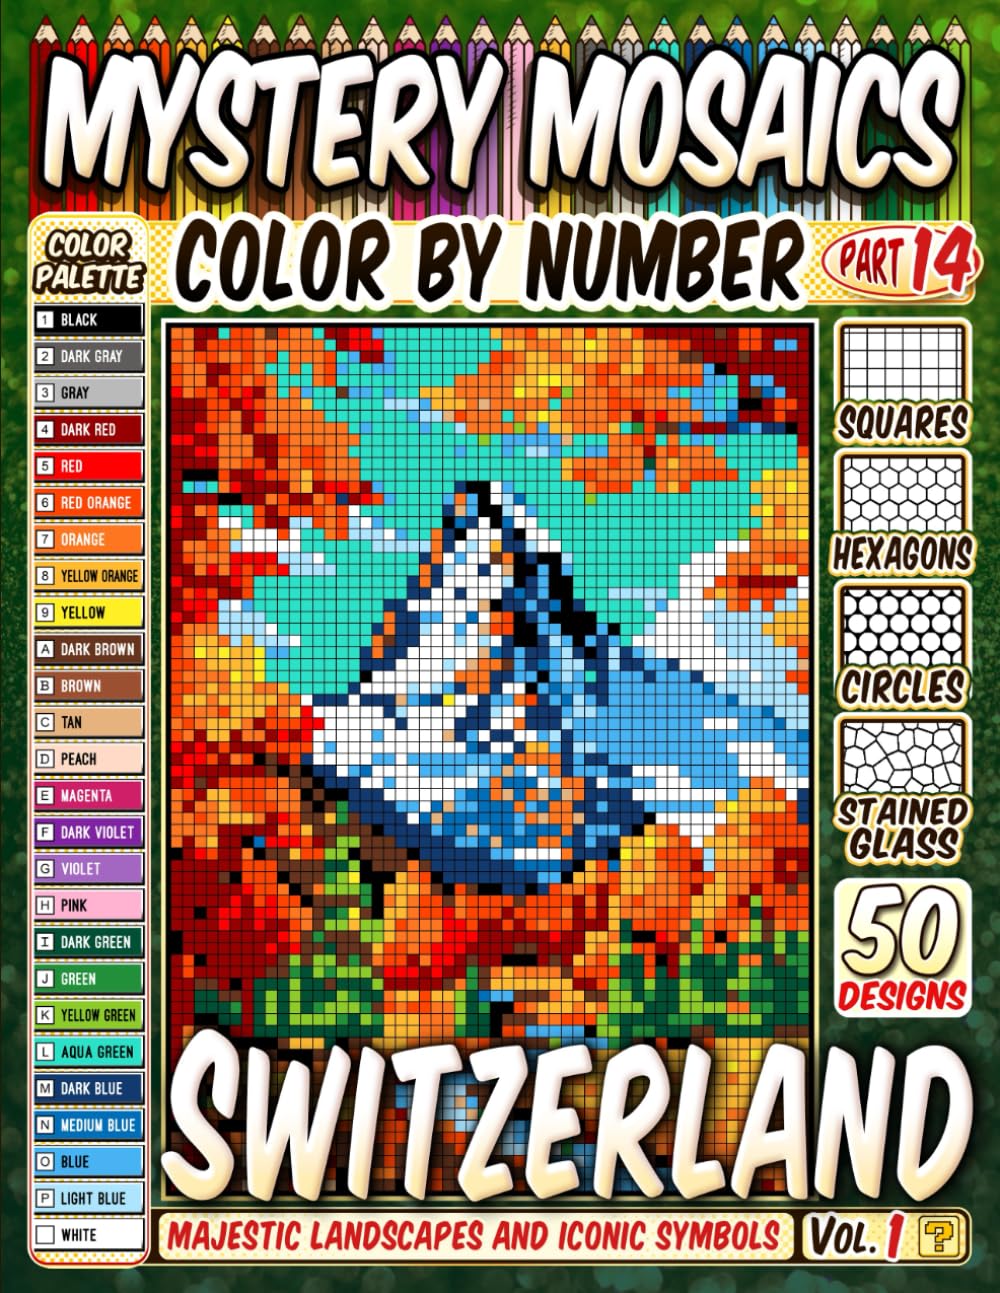 MYSTERY MOSAICS
COLOR BY NUMBER
PART 14
COLOR
PALETTE
1 BLACK
2 DARK GRAY
3 GRAY
4 DARK RED
5 RED
6 RED ORANGE
7 ORANGE
8 YELLOW ORANGE
9 YELLOW
A DARK BROWN
B BROWN
C TAN
D PEACH
E MAGENTA
F DARK VIOLET
G VIOLET
H PINK
I DARK GREEN
J GREEN
K YELLOW GREEN
L AQUA GREEN
M DARK BLUE
N MEDIUM BLUE
O BLUE
P LIGHT BLUE
WHITE
SQUARES
HEXAGONS
CIRCLES
STAINED
GLASS
50
DESIGNS
SWITZERLAND
MAJESTIC LANDSCAPES AND ICONIC SYMBOLS
VOL. 1 ?